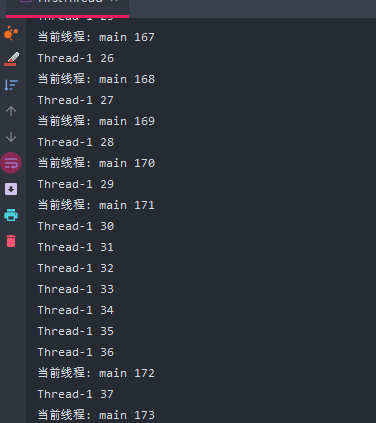 FirstThread
当前线程: main 167
Thread-1 26
当前线程: main 168
Thread-1 27
当前线程: main 169
Thread-1 28
当前线程: main 170
Thread-1 29
当前线程: main 171
Thread-1 30
Thread-1 31
Thread-1 32
Thread-1 33
Thread-1 34
Thread-1 35
Thread-1 36
当前线程: main 172
Thread-1 37
当前线程: main 173